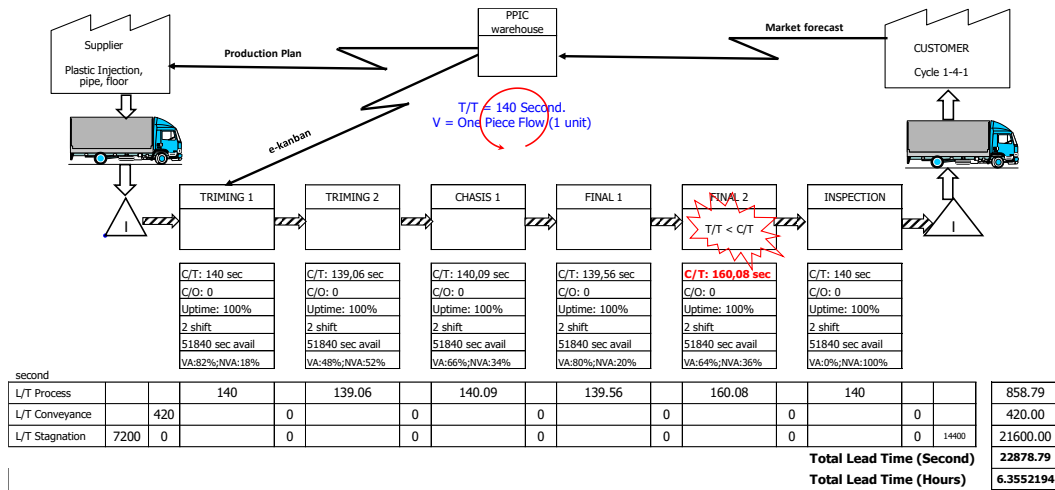 PPIC
warehouse
Supplier
Plastic Injection,
pipe, floor
Production Plan
Market forecast
CUSTOMER
Cycle 1-4-1
T/T = 140 Second.
V = One Piece Flow (1 unit)
e-kanban
TRIMING 1
TRIMING 2
CHASIS 1
FINAL 1
FINAL 2
INSPECTION
I
T/T < C/T
I
C/T: 140 sec
C/O: 0
Uptime: 100%
2 shift
51840 sec avail
VA:82%;NVA:18%
C/T: 139,06 sec
C/O: 0
Uptime: 100%
2 shift
51840 sec avail
VA:48%;NVA:52%
C/T: 140,09 sec
C/O: 0
Uptime: 100%
2 shift
51840 sec avail
VA:66%;NVA:34%
C/T: 139,56 sec
C/O: 0
Uptime: 100%
2 shift
51840 sec avail
VA:80%;NVA:20%
C/T: 160,08 sec
C/O: 0
Uptime: 100%
2 shift
51840 sec avail
VA:64%;NVA:36%
C/T: 140 sec
C/O: 0
Uptime: 100%
2 shift
51840 sec avail
VA:0%;NVA:100%
second
L/T Process 140 139.06 140.09 139.56 160.08 140 858.79
L/T Conveyance 420 0 0 0 0 0 0 420.00
L/T Stagnation 7200 0 0 0 0 0 0 0 14400 21600.00
Total Lead Time (Second) 22878.79
Total Lead Time (Hours) 6.3552194